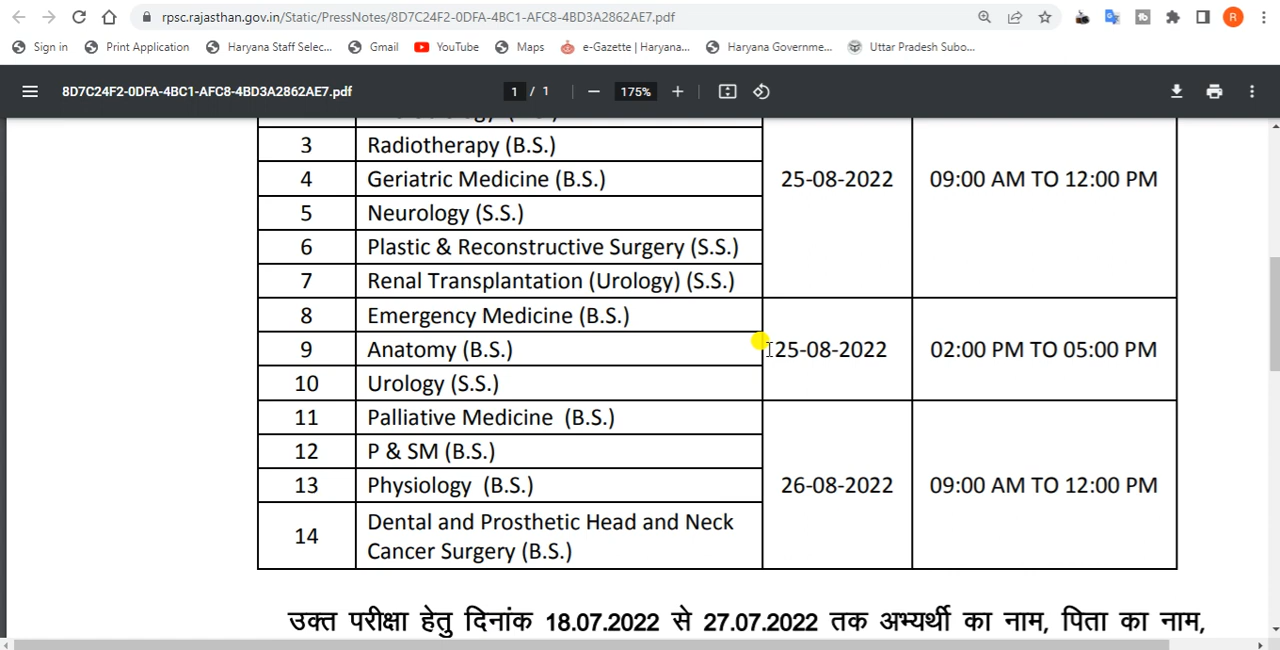 rpsc.rajasthan.gov.in/Static/PressNotes/8D7C24F2-0DFA-4BC1-AFC8-4BD3A2862AE7.pdf
R
Sign in Print Application Haryana Staff Selec... Gmail YouTube Maps e-Gazette | Haryana... Haryana Governme... Uttar Pradesh Subo...
8D7C24F2-0DFA-4BC1-AFC8-4BD3A2862AE7.pdf 1 / 1 — 175% +
3 Radiotherapy (B.S.)
4 Geriatric Medicine (B.S.) 25-08-2022 09:00 AM TO 12:00 PM
5 Neurology (S.S.)
6 Plastic & Reconstructive Surgery (S.S.)
7 Renal Transplantation (Urology) (S.S.)
8 Emergency Medicine (B.S.)
9 Anatomy (B.S.) 25-08-2022 02:00 PM TO 05:00 PM
10 Urology (S.S.)
11 Palliative Medicine (B.S.)
12 P & SM (B.S.)
13 Physiology (B.S.) 26-08-2022 09:00 AM TO 12:00 PM
14 Dental and Prosthetic Head and Neck
Cancer Surgery (B.S.)
उक्त परीक्षा हेतु दिनांक 18.07.2022 से 27.07.2022 तक अभ्यर्थी का नाम, पिता का नाम,